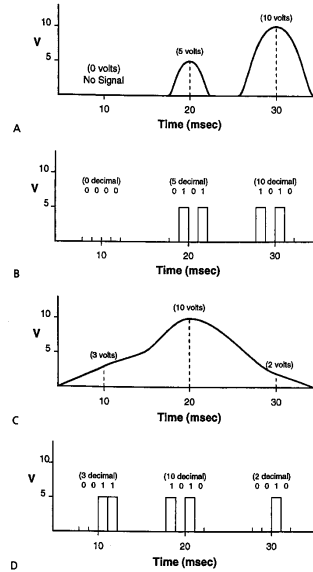 (10 volts)
10
V
(5 volts)
5
(0 volts)
No Signal
10 20 30
Time (msec)
A
10
V
(0 decimal) (5 decimal) (10 decimal)
0 0 0 0 0 1 0 1 1 0 1 0
5
10 20 30
Time (msec)
B
10
(10 volts)
V
5
(3 volts) (2 volts)
10 20 30
Time (msec)
C
10
V
(3 decimal) (10 decimal) (2 decimal)
0 0 1 1 1 0 1 0 0 0 1 0
5
10 20 30
Time (msec)
D